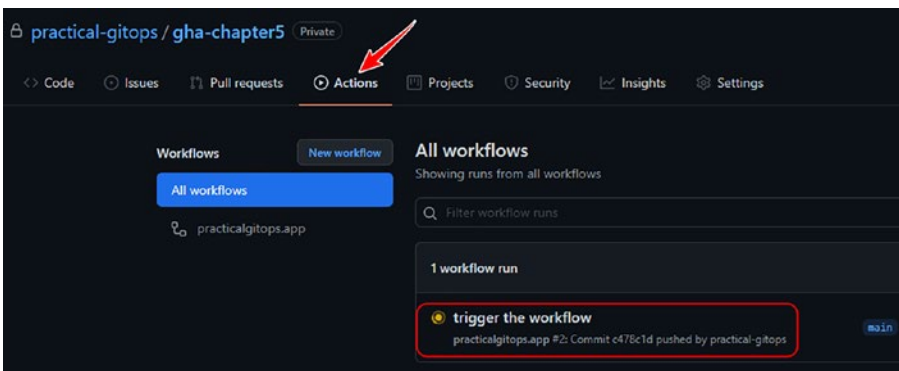 practical-gitops / gha-chapter5 Private
<> Code Issues Pull requests Actions Projects Security Insights Settings
Workflows New workflow
All workflows
practicalgitops.app
All workflows
Showing runs from all workflows
Filter workflow runs
1 workflow run
trigger the workflow
main
practicalgitops.app #2: Commit c478c1d pushed by practical-gitops